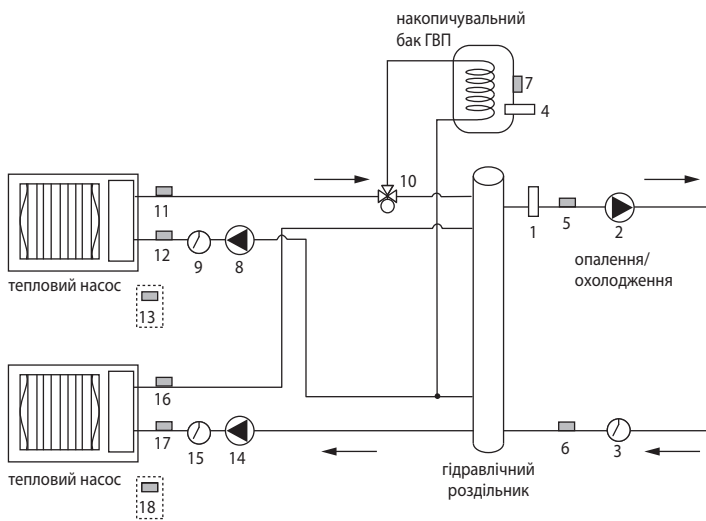 накопичувальний
бак ГВП
7
4
10
11
1
5
2
12
9
8
опалення/
охолодження
тепловий насос
13
16
17
15
14
6
3
тепловий насос
18
гідравлічний
роздільник